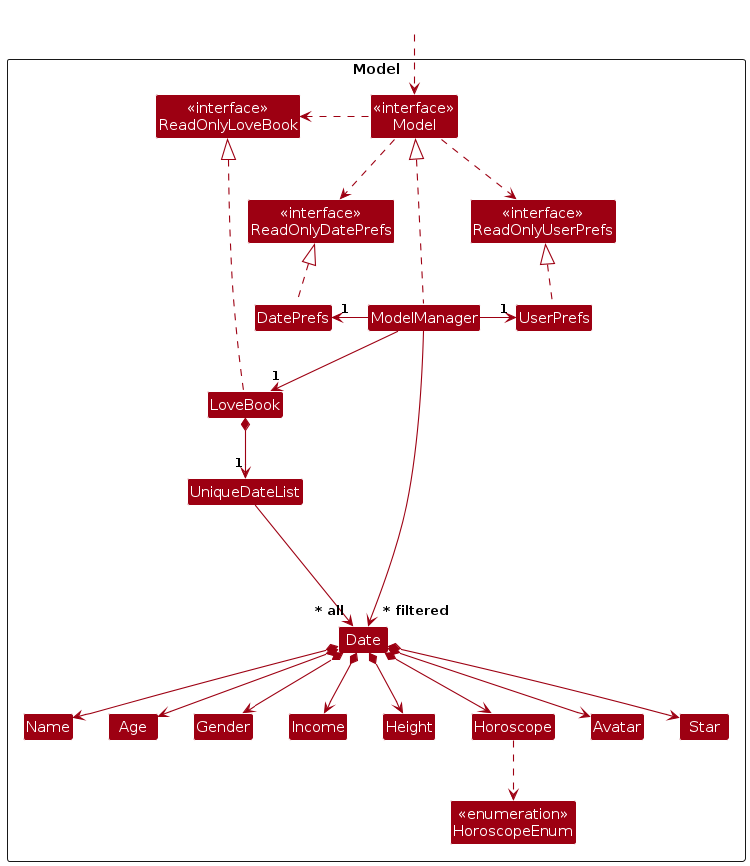 Model
«interface»
ReadOnlyLoveBook
«interface»
Model
«interface»
ReadOnlyDatePrefs
«interface»
ReadOnlyUserPrefs
DatePrefs
1
ModelManager
1
UserPrefs
1
LoveBook
1
UniqueDateList
* all
* filtered
Date
Name
Age
Gender
Income
Height
Horoscope
Avatar
Star
«enumeration»
HoroscopeEnum